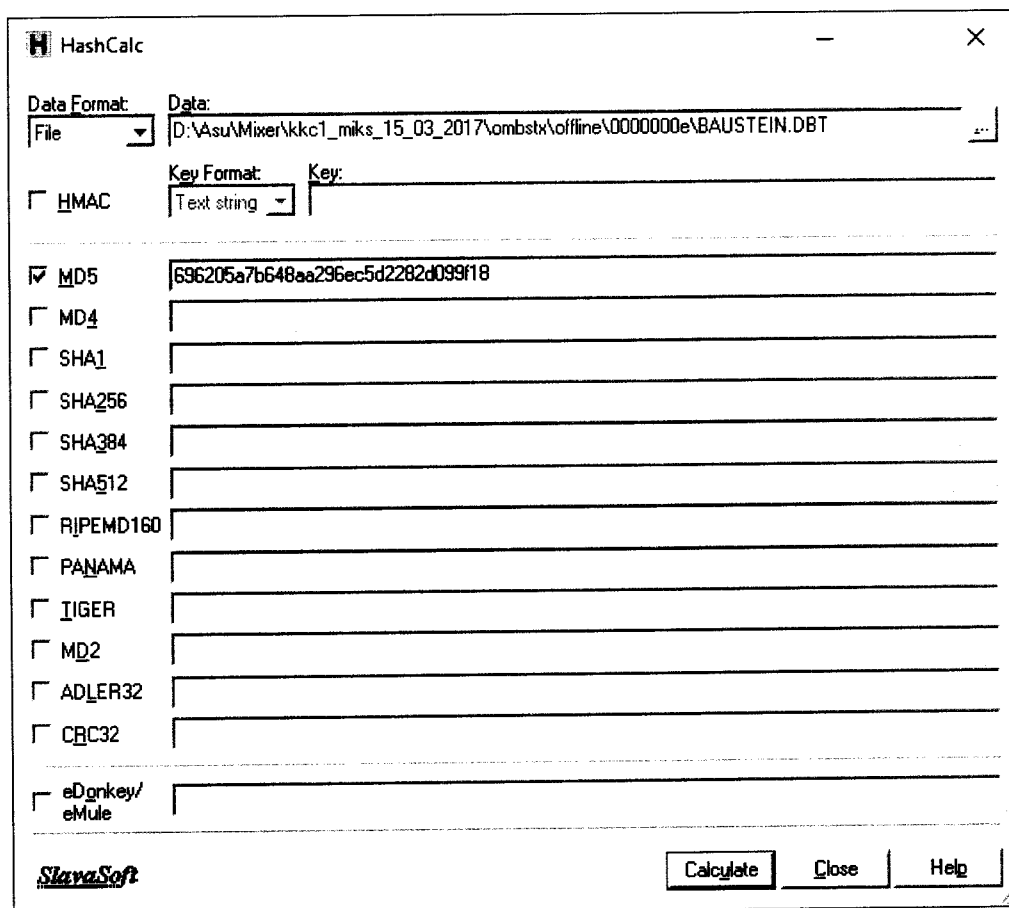 H HashCalc
Data Format: Data:
File D:\Asu\Mixer\kkc1_miks_15_03_2017\ombstx\offline\0000000e\BAUSTEIN.DBT ...
Key Format: Key:
HMAC Text string
MD5 696205a7b648aa296ec5d2282d099f18
MD4
SHA1
SHA256
SHA384
SHA512
RIPEMD160
PANAMA
TIGER
MD2
ADLER32
CRC32
eDonkey/
eMule
SlavaSoft Calculate Close Help